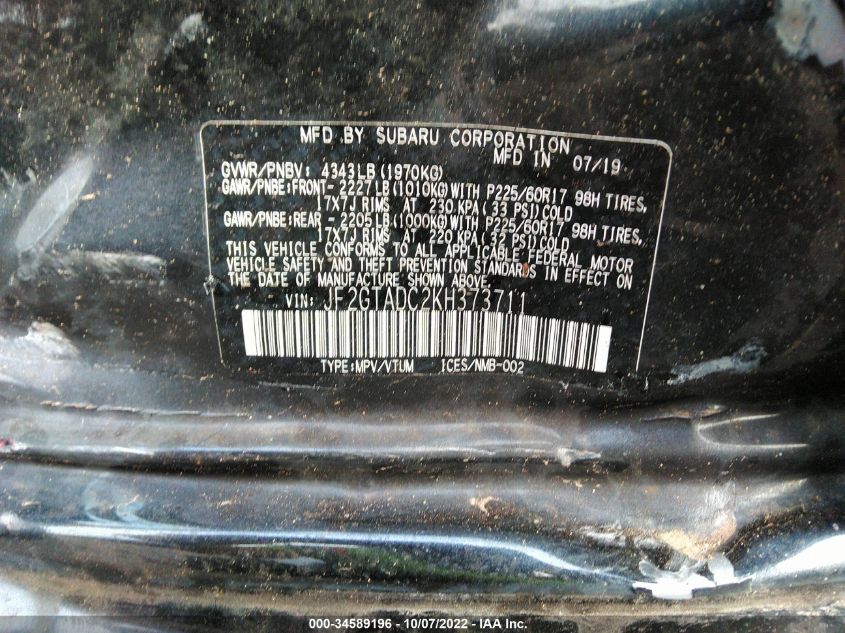 MFD BY SUBARU CORPORATION
MFD IN 07/19
GVWR/PNBV: 4343LB(1970KG)
GAWR/PNBE:FRONT- 2227LB(1010KG)WITH P225/60R17 98H TIRES,
17X7J RIMS AT 230 KPA(33 PSI)COLD
GAWR/PNBE:REAR - 2205LB(1000KG)WITH P225/60R17 98H TIRES,
17X7J RIMS AT 220 KPA(32 PSI)COLD
THIS VEHICLE CONFORMS TO ALL APPLICABLE FEDERAL MOTOR
VEHICLE SAFETY AND THEFT PREVENTION STANDARDS IN EFFECT ON
THE DATE OF MANUFACTURE SHOWN ABOVE.
VIN: JF2GTADC2KH373711
TYPE:MPV/VTUM ICES/NMB-002
000-34589196 - 10/07/2022 - IAA Inc.